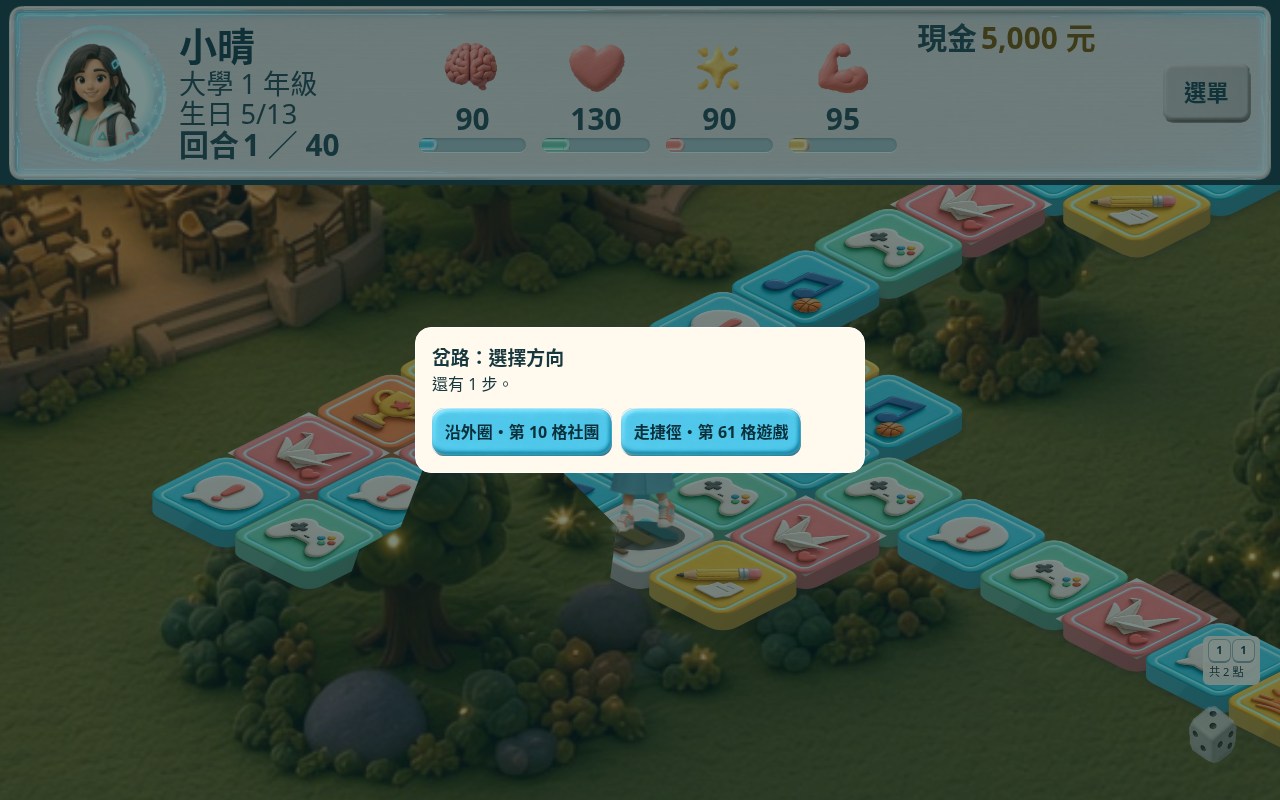 小晴
大學 1 年級
生日 5/13
回合 1 ／ 40
90
130
90
95
現金 5,000 元
選單
岔路：選擇方向
還有 1 步。
沿外圈・第 10 格社團
走捷徑・第 61 格遊戲
1 1
共 2 點